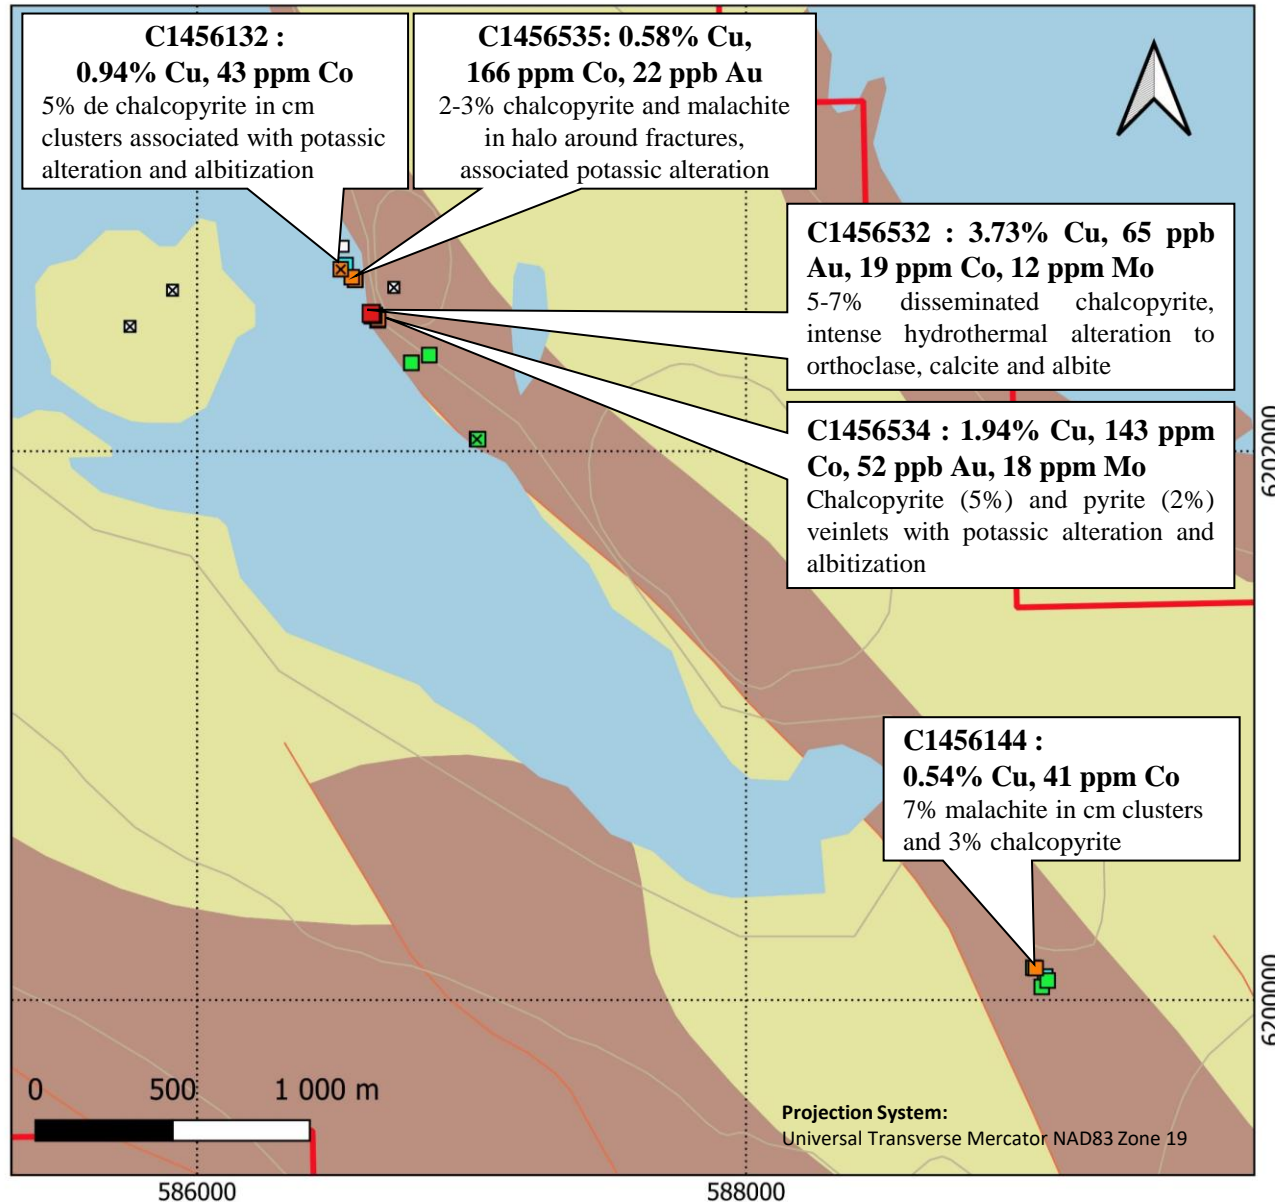 C1456132 :
0.94% Cu, 43 ppm Co
5% de chalcopyrite in cm
clusters associated with potassic
alteration and albitization
C1456535: 0.58% Cu,
166 ppm Co, 22 ppb Au
2-3% chalcopyrite and malachite
in halo around fractures,
associated potassic alteration
C1456532 : 3.73% Cu, 65 ppb
Au, 19 ppm Co, 12 ppm Mo
5-7% disseminated chalcopyrite,
intense hydrothermal alteration to
orthoclase, calcite and albite
C1456534 : 1.94% Cu, 143 ppm
Co, 52 ppb Au, 18 ppm Mo
Chalcopyrite (5%) and pyrite (2%)
veinlets with potassic alteration and
albitization
6202000
C1456144 :
0.54% Cu, 41 ppm Co
7% malachite in cm clusters
and 3% chalcopyrite
6200000
0 500 1 000 m
Projection System:
Universal Transverse Mercator NAD83 Zone 19
586000 588000